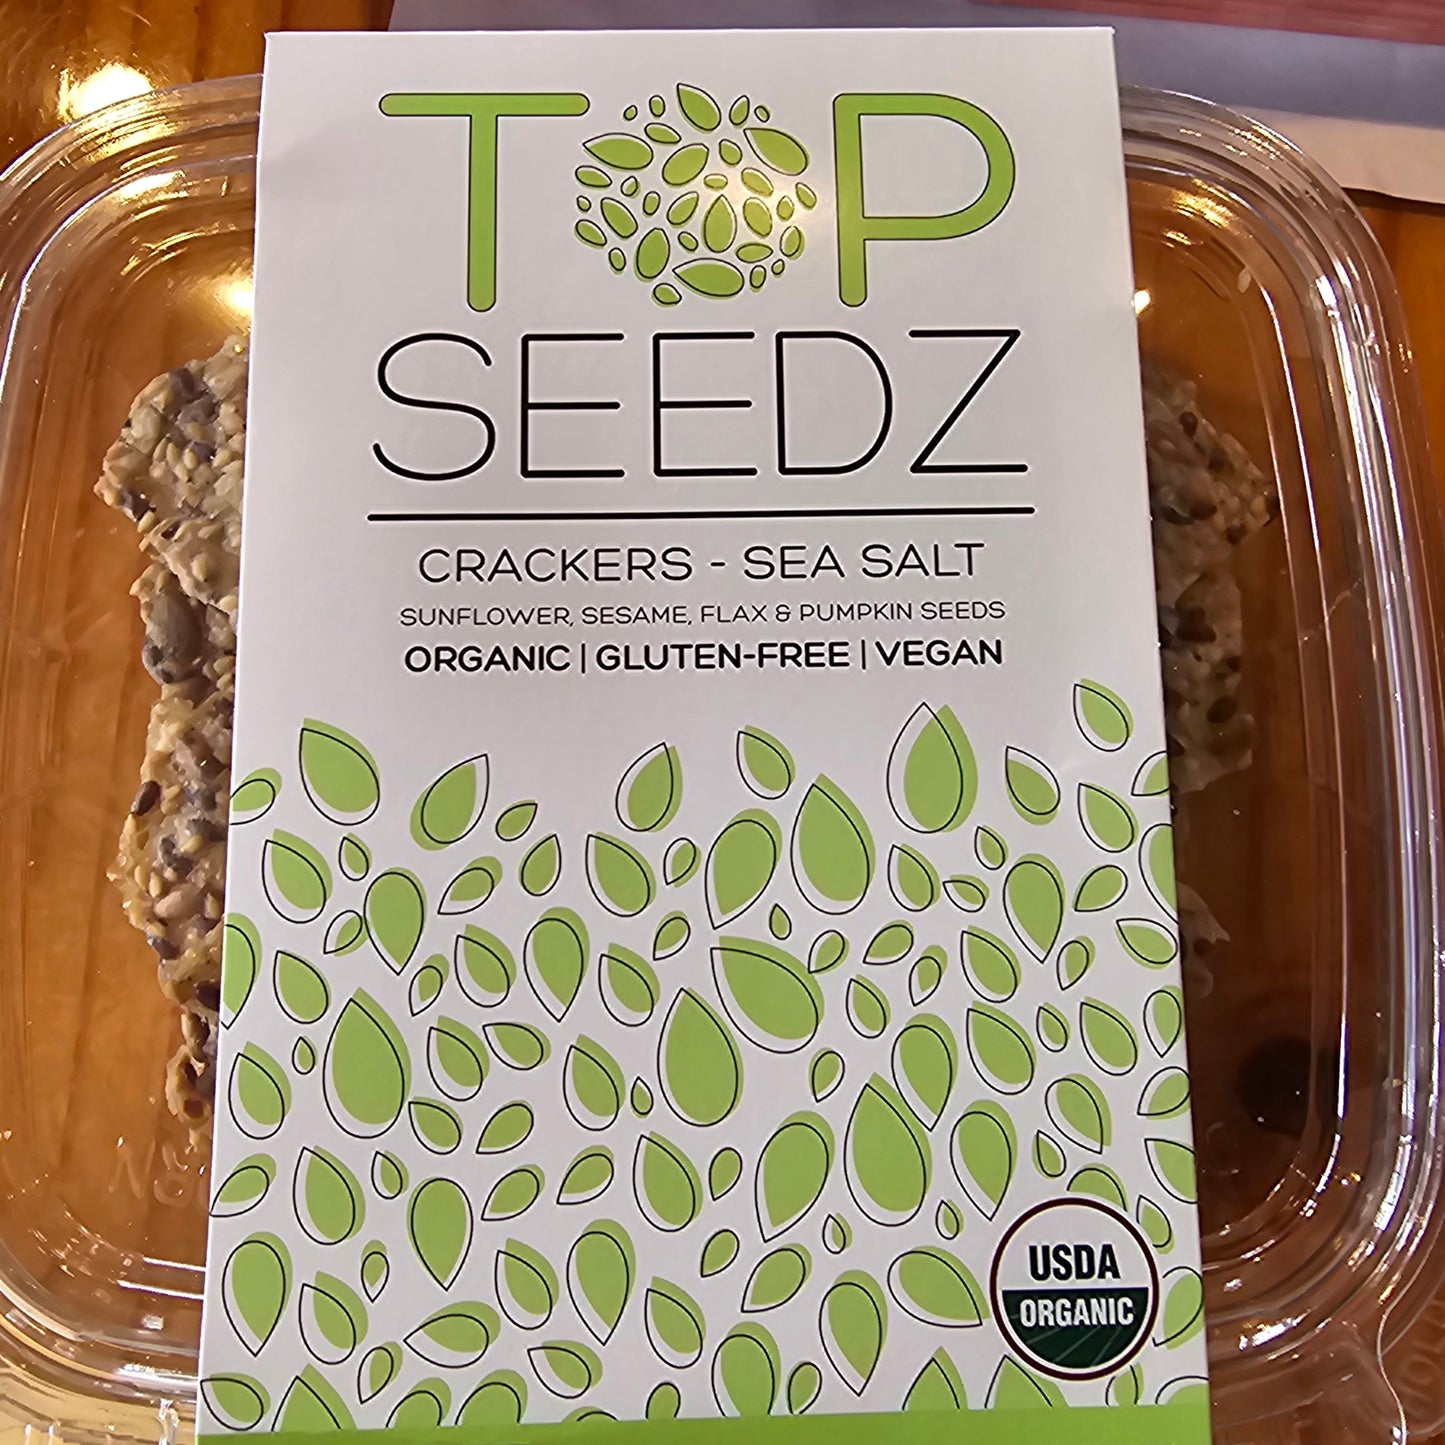 TOP
SEEDZ
CRACKERS - SEA SALT
SUNFLOWER, SESAME, FLAX & PUMPKIN SEEDS
ORGANIC | GLUTEN-FREE | VEGAN
USDA
ORGANIC